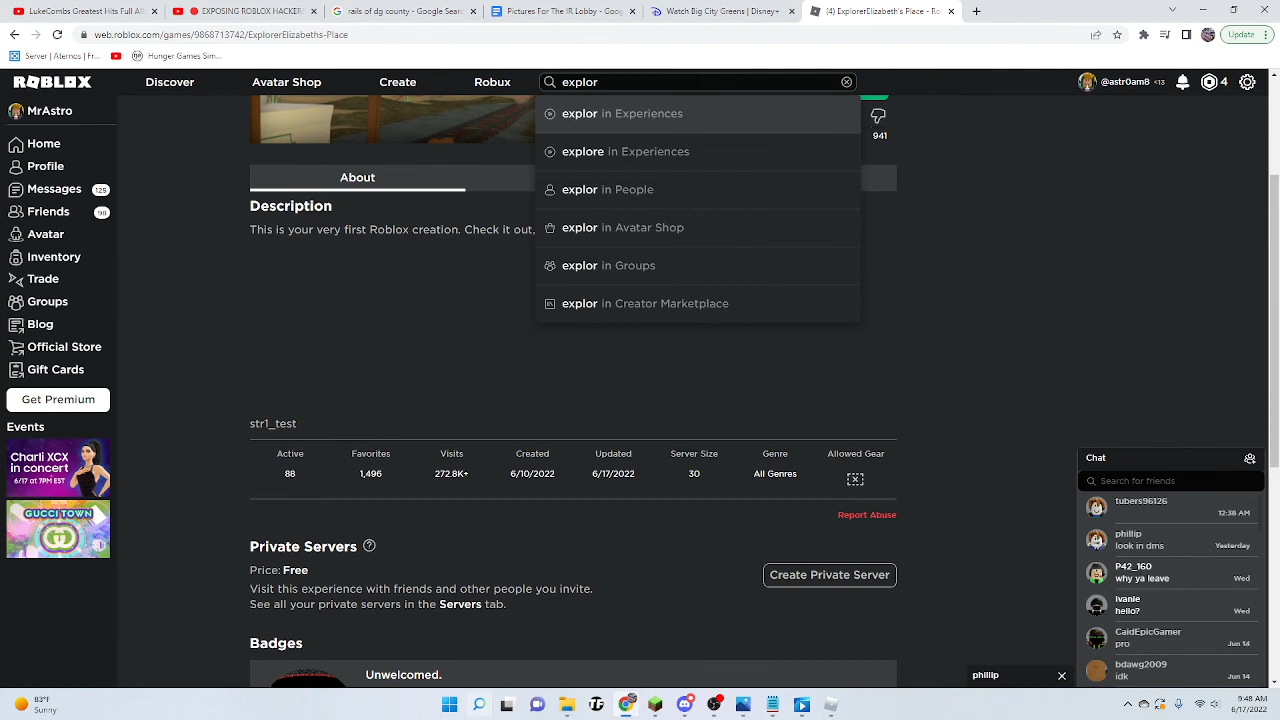 LukeCombs Greatest Hits Full Alb
EXPOSING ROBLOX HACKERS
rails of dg county - Google Sear
Pictures For The IR Lobby - Goog
Watch Big City Greens | Disney+
ExplorerElizabeth's Place - Rol
web.roblox.com/games/9868713742/ExplorerElizabeths-Place
Update
Server | Aternos | Fr...
Hunger Games Sim...
ROBLOX
Discover
Avatar Shop
Create
Robux
explor
@astr0am8 <13
4
MrAstro
Home
Profile
Messages 125
Friends 98
Avatar
Inventory
Trade
Groups
Blog
Official Store
Gift Cards
Get Premium
Events
Charli XCX
in concert
6/17 at 7PM EST
GUCCI TOWN
explor in Experiences
explore in Experiences
explor in People
explor in Avatar Shop
explor in Groups
explor in Creator Marketplace
941
About
Description
This is your very first Roblox creation. Check it out,
str1_test
Active
Favorites
Visits
Created
Updated
Server Size
Genre
Allowed Gear
88
1,496
272.8K+
6/10/2022
6/17/2022
30
All Genres
Report Abuse
Private Servers
Price: Free
Visit this experience with friends and other people you invite.
See all your private servers in the Servers tab.
Create Private Server
Badges
Unwelcomed.
Chat
Search for friends
tubers96126
12:38 AM
phillip
look in dms
Yesterday
P42_160
why ya leave
Wed
ivanie
hello?
Wed
CaidEpicGamer
pro
Jun 14
bdawg2009
idk
Jun 14
phillip
83°F
Sunny
9:48 AM
6/17/2022